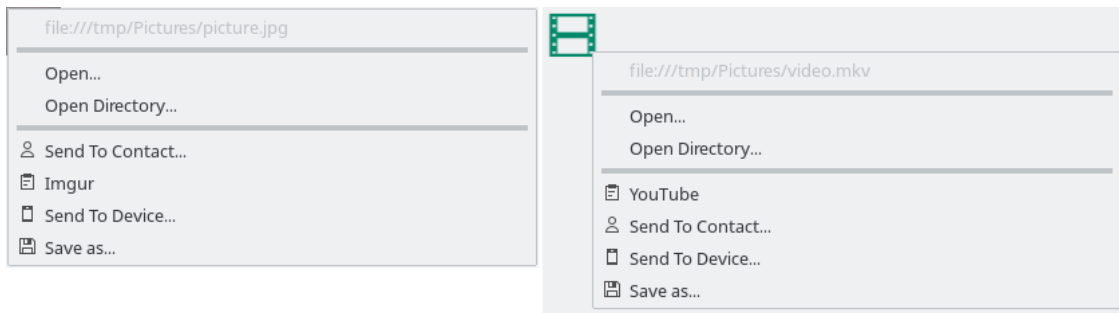 file:///tmp/Pictures/picture.jpg
Open...
Open Directory...
Send To Contact...
Imgur
Send To Device...
Save as...
file:///tmp/Pictures/video.mkv
Open...
Open Directory...
YouTube
Send To Contact...
Send To Device...
Save as...